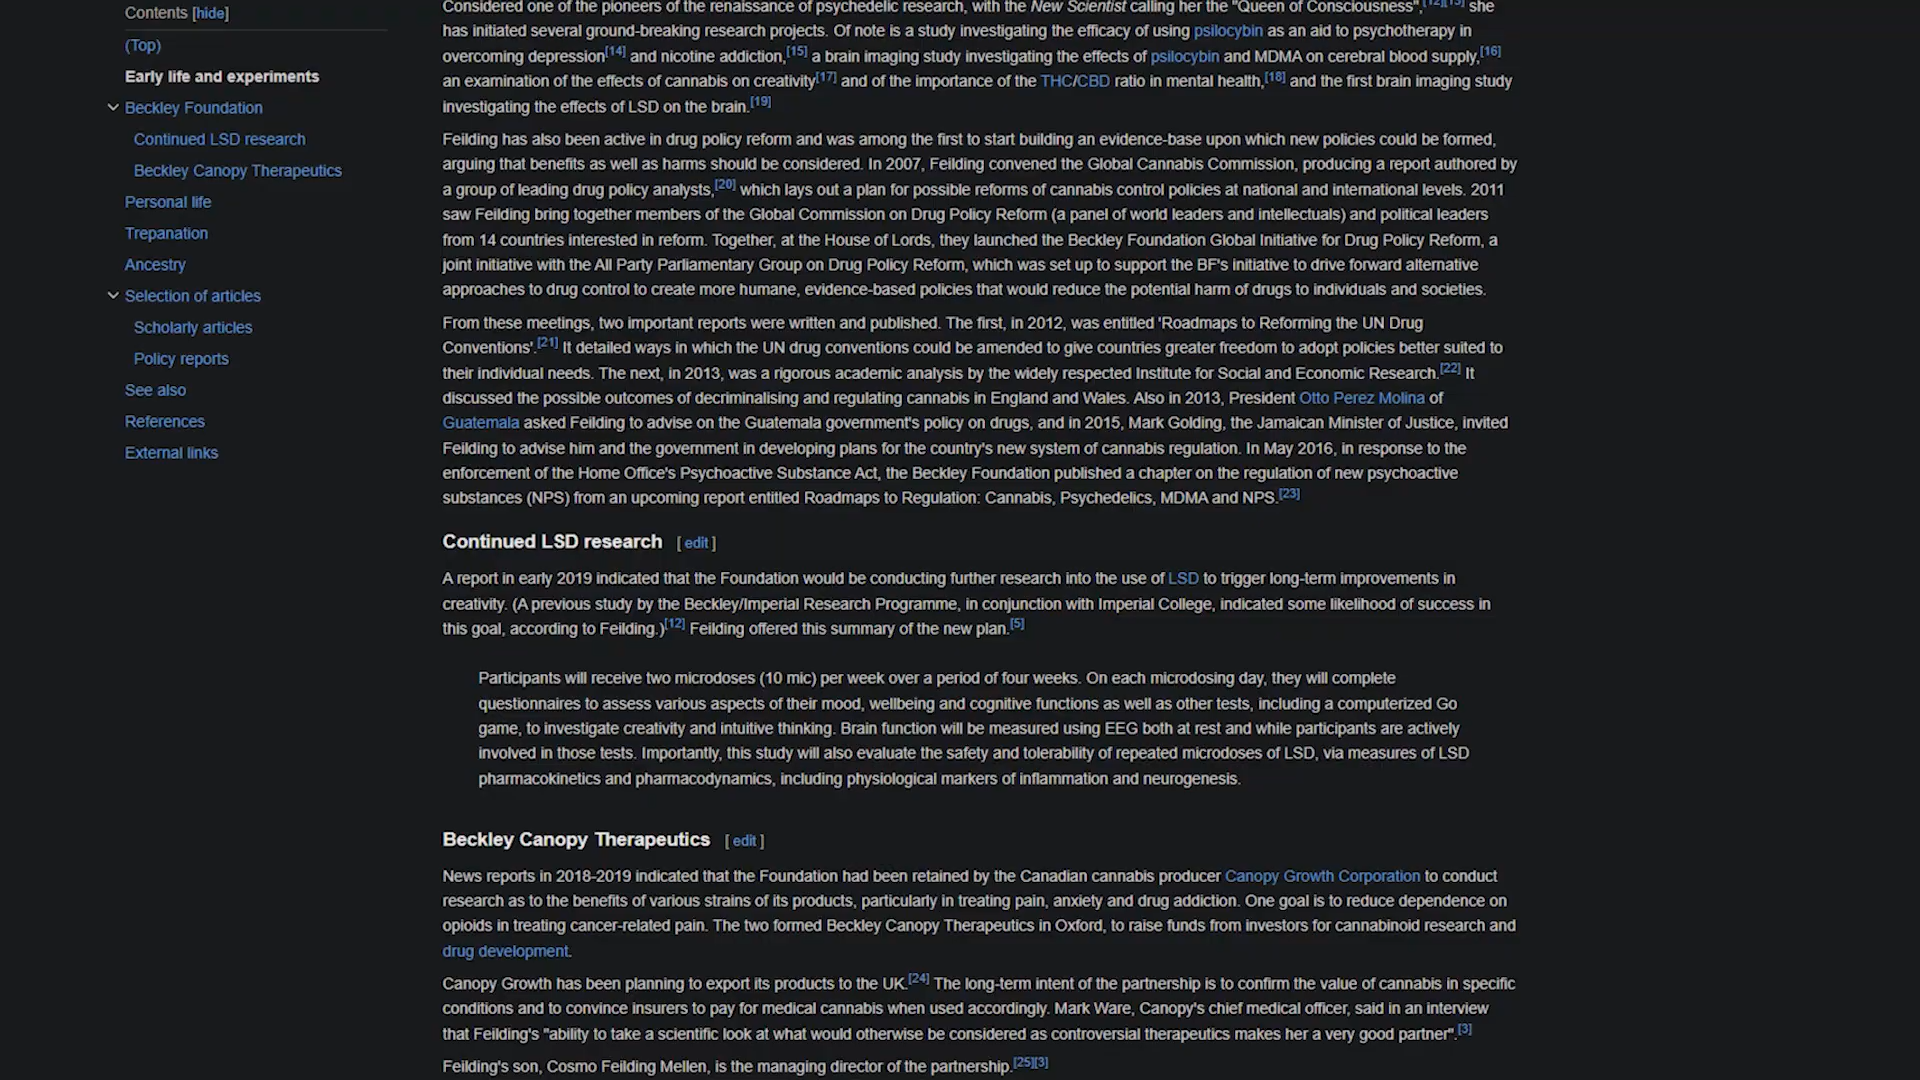 Contents [hide]
(Top)
Early life and experiments
Beckley Foundation
Continued LSD research
Beckley Canopy Therapeutics
Personal life
Trepanation
Ancestry
Selection of articles
Scholarly articles
Policy reports
See also
References
External links
Considered one of the pioneers of the renaissance of psychedelic research, with the New Scientist calling her the "Queen of Consciousness",[12][13] she
has initiated several ground-breaking research projects. Of note is a study investigating the efficacy of using psilocybin as an aid to psychotherapy in
overcoming depression[14] and nicotine addiction,[15] a brain imaging study investigating the effects of psilocybin and MDMA on cerebral blood supply,[16]
an examination of the effects of cannabis on creativity[17] and of the importance of the THC/CBD ratio in mental health,[18] and the first brain imaging study
investigating the effects of LSD on the brain.[19]
Feilding has also been active in drug policy reform and was among the first to start building an evidence-base upon which new policies could be formed,
arguing that benefits as well as harms should be considered. In 2007, Feilding convened the Global Cannabis Commission, producing a report authored by
a group of leading drug policy analysts,[20] which lays out a plan for possible reforms of cannabis control policies at national and international levels. 2011
saw Feilding bring together members of the Global Commission on Drug Policy Reform (a panel of world leaders and intellectuals) and political leaders
from 14 countries interested in reform. Together, at the House of Lords, they launched the Beckley Foundation Global Initiative for Drug Policy Reform, a
joint initiative with the All Party Parliamentary Group on Drug Policy Reform, which was set up to support the BF's initiative to drive forward alternative
approaches to drug control to create more humane, evidence-based policies that would reduce the potential harm of drugs to individuals and societies.
From these meetings, two important reports were written and published. The first, in 2012, was entitled 'Roadmaps to Reforming the UN Drug
Conventions'.[21] It detailed ways in which the UN drug conventions could be amended to give countries greater freedom to adopt policies better suited to
their individual needs. The next, in 2013, was a rigorous academic analysis by the widely respected Institute for Social and Economic Research.[22] It
discussed the possible outcomes of decriminalising and regulating cannabis in England and Wales. Also in 2013, President Otto Perez Molina of
Guatemala asked Feilding to advise on the Guatemala government's policy on drugs, and in 2015, Mark Golding, the Jamaican Minister of Justice, invited
Feilding to advise him and the government in developing plans for the country's new system of cannabis regulation. In May 2016, in response to the
enforcement of the Home Office's Psychoactive Substance Act, the Beckley Foundation published a chapter on the regulation of new psychoactive
substances (NPS) from an upcoming report entitled Roadmaps to Regulation: Cannabis, Psychedelics, MDMA and NPS.[23]
Continued LSD research [ edit ]
A report in early 2019 indicated that the Foundation would be conducting further research into the use of LSD to trigger long-term improvements in
creativity. (A previous study by the Beckley/Imperial Research Programme, in conjunction with Imperial College, indicated some likelihood of success in
this goal, according to Feilding.)[12] Feilding offered this summary of the new plan.[5]
Participants will receive two microdoses (10 mic) per week over a period of four weeks. On each microdosing day, they will complete
questionnaires to assess various aspects of their mood, wellbeing and cognitive functions as well as other tests, including a computerized Go
game, to investigate creativity and intuitive thinking. Brain function will be measured using EEG both at rest and while participants are actively
involved in those tests. Importantly, this study will also evaluate the safety and tolerability of repeated microdoses of LSD, via measures of LSD
pharmacokinetics and pharmacodynamics, including physiological markers of inflammation and neurogenesis.
Beckley Canopy Therapeutics [ edit ]
News reports in 2018-2019 indicated that the Foundation had been retained by the Canadian cannabis producer Canopy Growth Corporation to conduct
research as to the benefits of various strains of its products, particularly in treating pain, anxiety and drug addiction. One goal is to reduce dependence on
opioids in treating cancer-related pain. The two formed Beckley Canopy Therapeutics in Oxford, to raise funds from investors for cannabinoid research and
drug development.
Canopy Growth has been planning to export its products to the UK.[24] The long-term intent of the partnership is to confirm the value of cannabis in specific
conditions and to convince insurers to pay for medical cannabis when used accordingly. Mark Ware, Canopy's chief medical officer, said in an interview
that Feilding's "ability to take a scientific look at what would otherwise be considered as controversial therapeutics makes her a very good partner".[3]
Feilding's son, Cosmo Feilding Mellen, is the managing director of the partnership.[25][3]